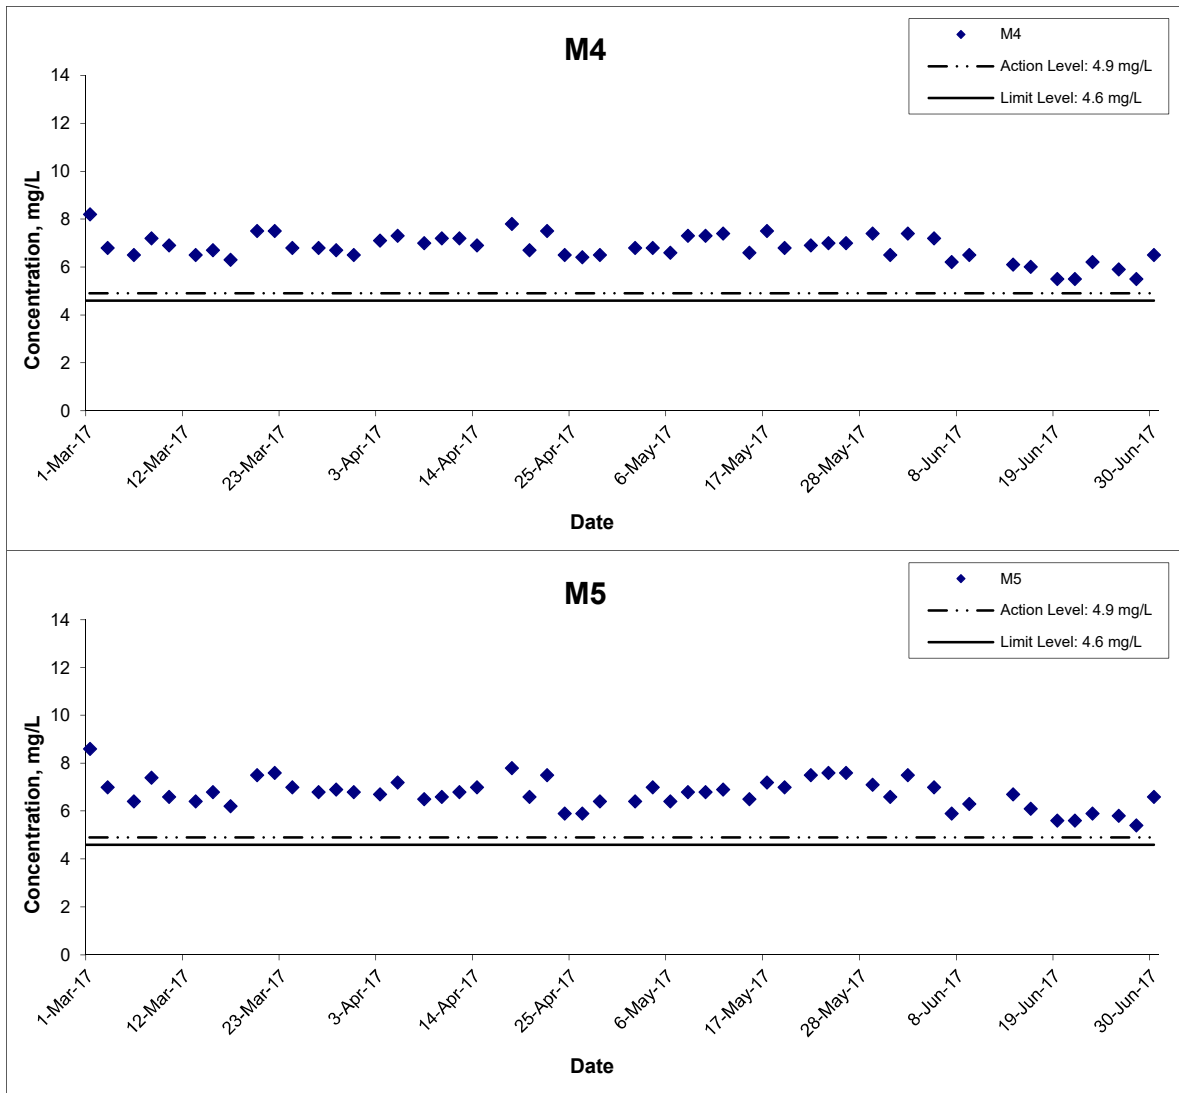 M4
M4
Action Level: 4.9 mg/L
Limit Level: 4.6 mg/L
Concentration, mg/L
14
12
10
8
6
4
2
0
1-Mar-17
12-Mar-17
23-Mar-17
3-Apr-17
14-Apr-17
25-Apr-17
6-May-17
17-May-17
28-May-17
8-Jun-17
19-Jun-17
30-Jun-17
Date
M5
M5
Action Level: 4.9 mg/L
Limit Level: 4.6 mg/L
Concentration, mg/L
14
12
10
8
6
4
2
0
1-Mar-17
12-Mar-17
23-Mar-17
3-Apr-17
14-Apr-17
25-Apr-17
6-May-17
17-May-17
28-May-17
8-Jun-17
19-Jun-17
30-Jun-17
Date